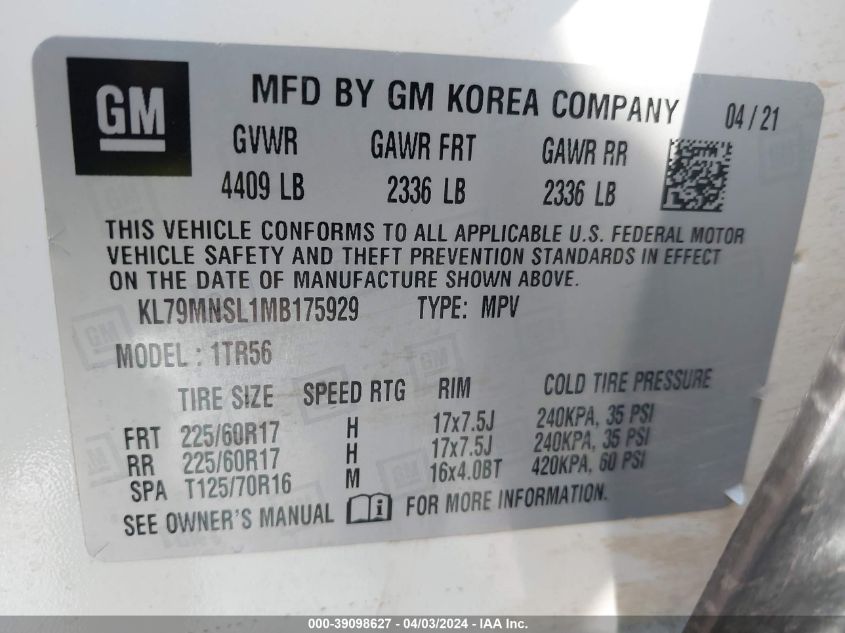 GM
MFD BY GM KOREA COMPANY 04/21
GVWR GAWR FRT GAWR RR
4409 LB 2336 LB 2336 LB
THIS VEHICLE CONFORMS TO ALL APPLICABLE U.S. FEDERAL MOTOR
VEHICLE SAFETY AND THEFT PREVENTION STANDARDS IN EFFECT
ON THE DATE OF MANUFACTURE SHOWN ABOVE.
KL79MNSL1MB175929 TYPE: MPV
MODEL: 1TR56
TIRE SIZE SPEED RTG RIM COLD TIRE PRESSURE
FRT 225/60R17 H 17x7.5J 240KPA, 35 PSI
RR 225/60R17 H 17x7.5J 240KPA, 35 PSI
SPA T125/70R16 M 16x4.0BT 420KPA, 60 PSI
SEE OWNER'S MANUAL FOR MORE INFORMATION.
000-39098627 - 04/03/2024 - IAA Inc.